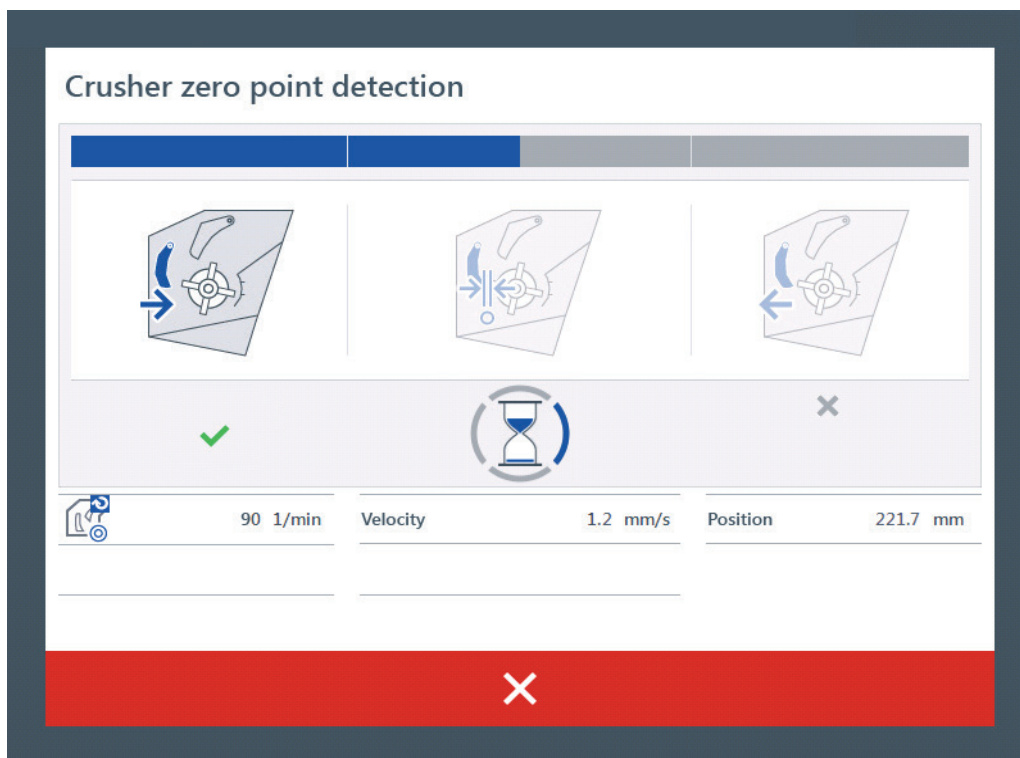 Crusher zero point detection
90 1/min Velocity 1.2 mm/s Position 221.7 mm